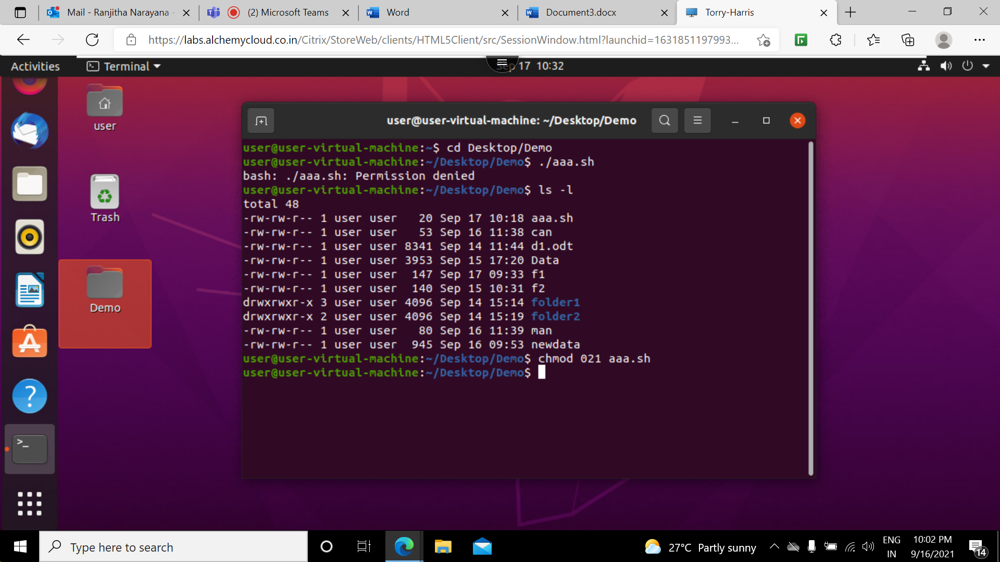 Mail - Ranjitha Narayana -
(2) Microsoft Teams
Word
Document3.docx
Torry-Harris
https://labs.alchemycloud.co.in/Citrix/StoreWeb/clients/HTML5Client/src/SessionWindow.html?launchid=1631851197993...
Activities
Terminal
Sep 17 10:32
user
Trash
Demo
user@user-virtual-machine: ~/Desktop/Demo
user@user-virtual-machine:~$ cd Desktop/Demo
user@user-virtual-machine:~/Desktop/Demo$ ./aaa.sh
bash: ./aaa.sh: Permission denied
user@user-virtual-machine:~/Desktop/Demo$ ls -l
total 48
-rw-rw-r-- 1 user user   20 Sep 17 10:18 aaa.sh
-rw-rw-r-- 1 user user   53 Sep 16 11:38 can
-rw-rw-r-- 1 user user 8341 Sep 14 11:44 d1.odt
-rw-rw-r-- 1 user user 3953 Sep 15 17:20 Data
-rw-rw-r-- 1 user user  147 Sep 17 09:33 f1
-rw-rw-r-- 1 user user  140 Sep 15 10:31 f2
drwxrwxr-x 3 user user 4096 Sep 14 15:14 folder1
drwxrwxr-x 2 user user 4096 Sep 14 15:19 folder2
-rw-rw-r-- 1 user user   80 Sep 16 11:39 man
-rw-rw-r-- 1 user user  945 Sep 16 09:53 newdata
user@user-virtual-machine:~/Desktop/Demo$ chmod 021 aaa.sh
user@user-virtual-machine:~/Desktop/Demo$
Type here to search
27°C Partly sunny
ENG
IN
10:02 PM
9/16/2021
14